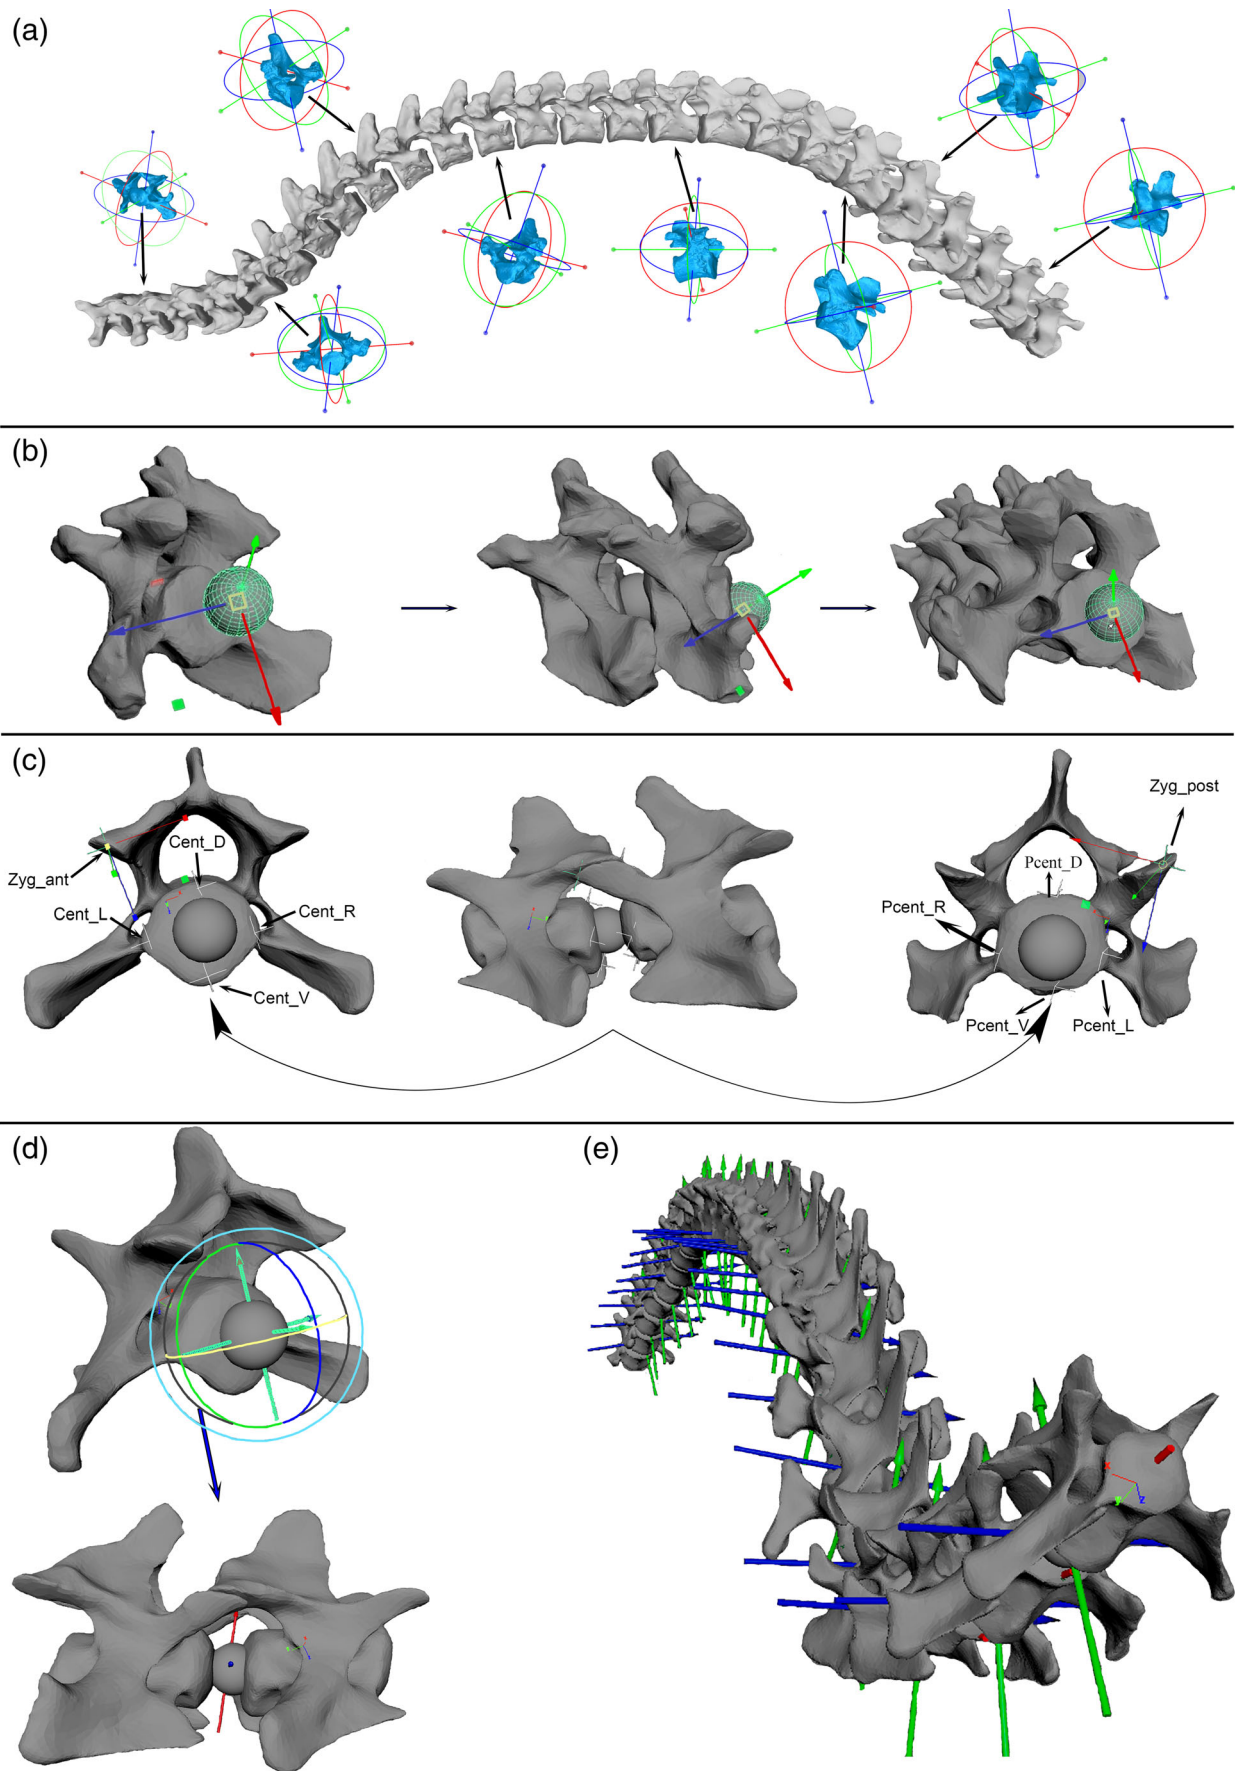 (a)
(b)
(c)
Zyg_ant
Cent_D
Cent_L
Cent_R
Cent_V
Zyg_post
Pcent_D
Pcent_R
Pcent_V
Pcent_L
(d)
(e)
x
y
z